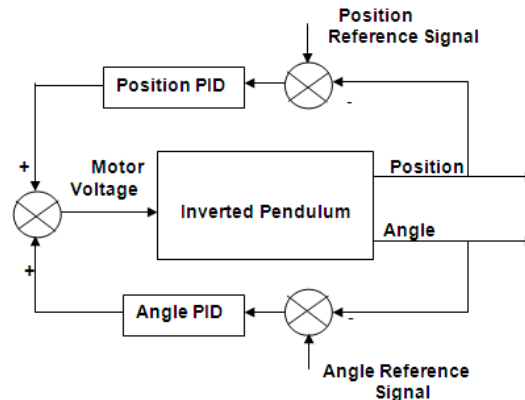 Position
Reference Signal
Position PID
-
+
Motor
Voltage
Position
Inverted Pendulum
Angle
+
Angle PID
-
Angle Reference
Signal